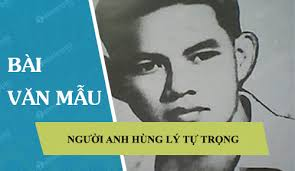 BÀI
VĂN MẪU
NGƯỜI ANH HÙNG LÝ TỰ TRỌNG